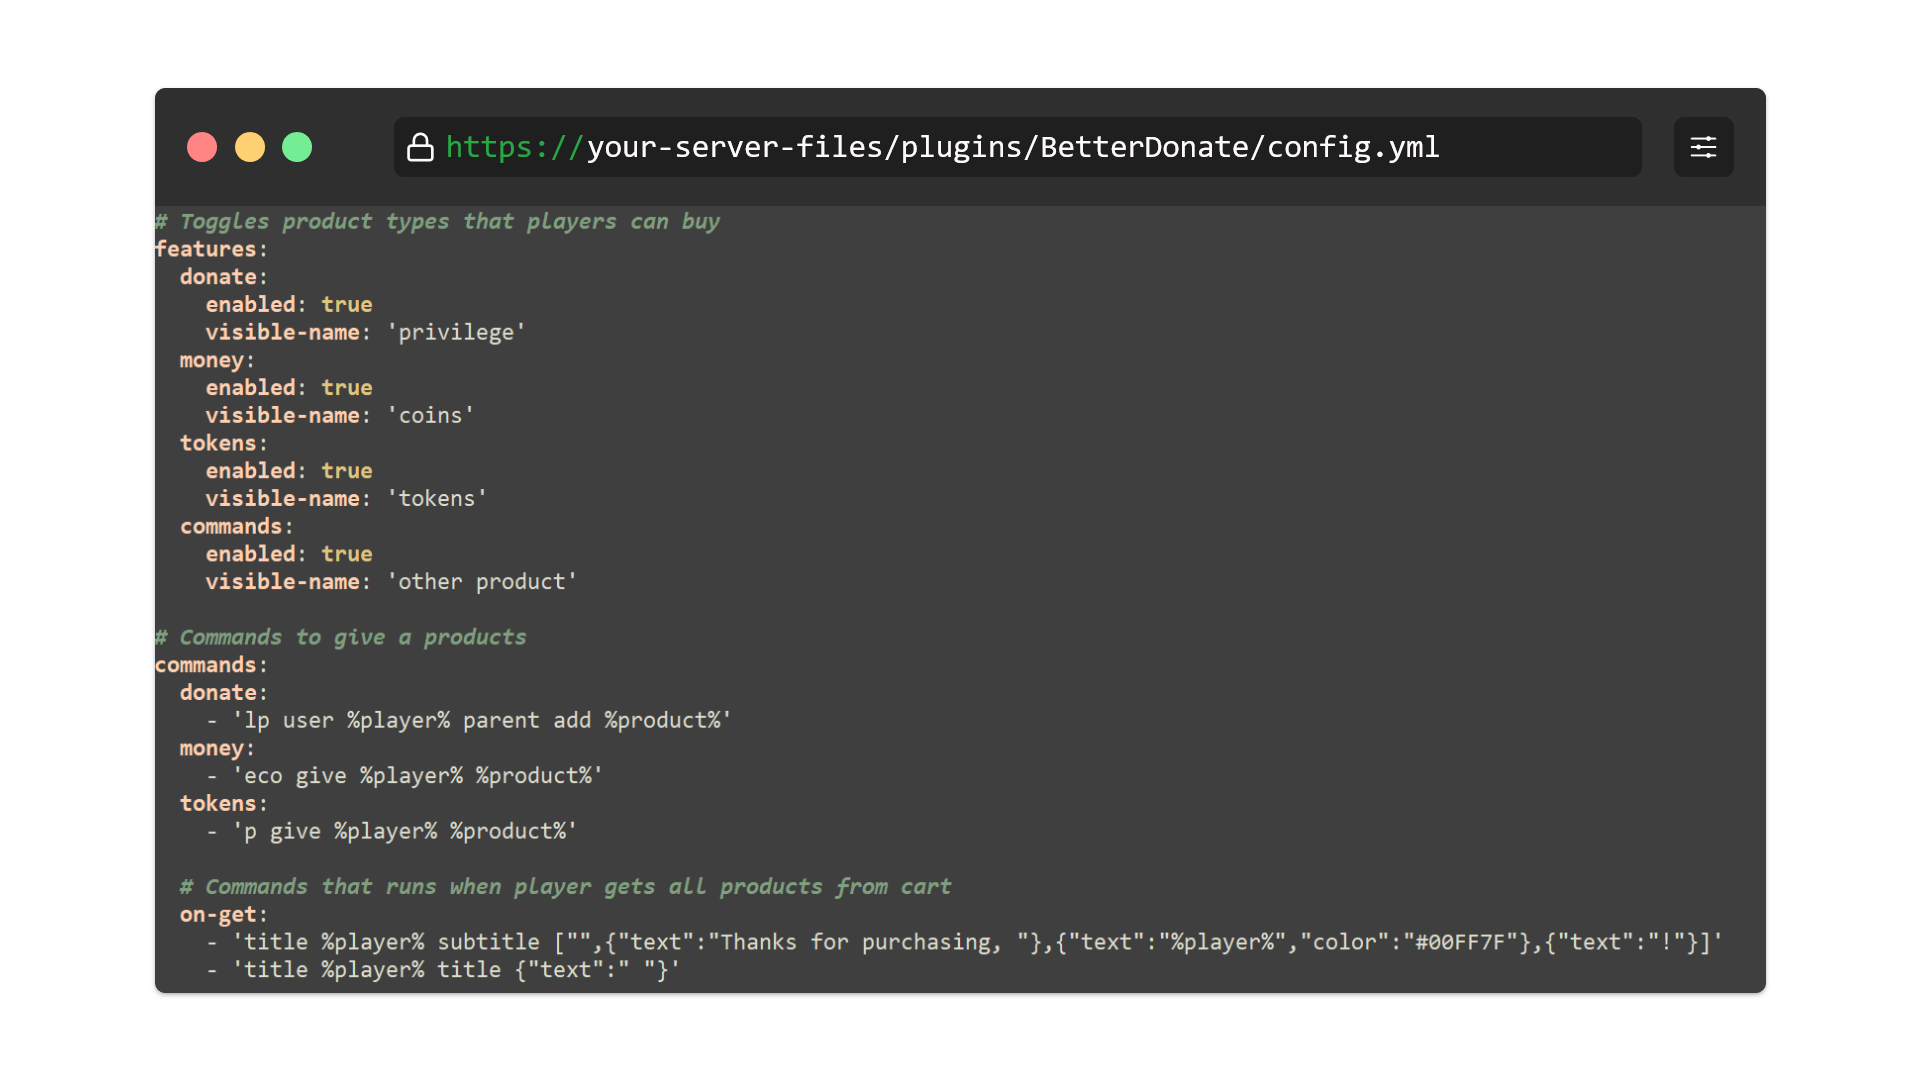 https://your-server-files/plugins/BetterDonate/config.yml
# Toggles product types that players can buy
features:
  donate:
    enabled: true
    visible-name: 'privilege'
  money:
    enabled: true
    visible-name: 'coins'
  tokens:
    enabled: true
    visible-name: 'tokens'
  commands:
    enabled: true
    visible-name: 'other product'

# Commands to give a products
commands:
  donate:
    - 'lp user %player% parent add %product%'
  money:
    - 'eco give %player% %product%'
  tokens:
    - 'p give %player% %product%'

  # Commands that runs when player gets all products from cart
  on-get:
    - 'title %player% subtitle ["",{"text":"Thanks for purchasing, "},{"text":"%player%","color":"#00FF7F"},{"text":"!"}]'
    - 'title %player% title {"text":" "}'